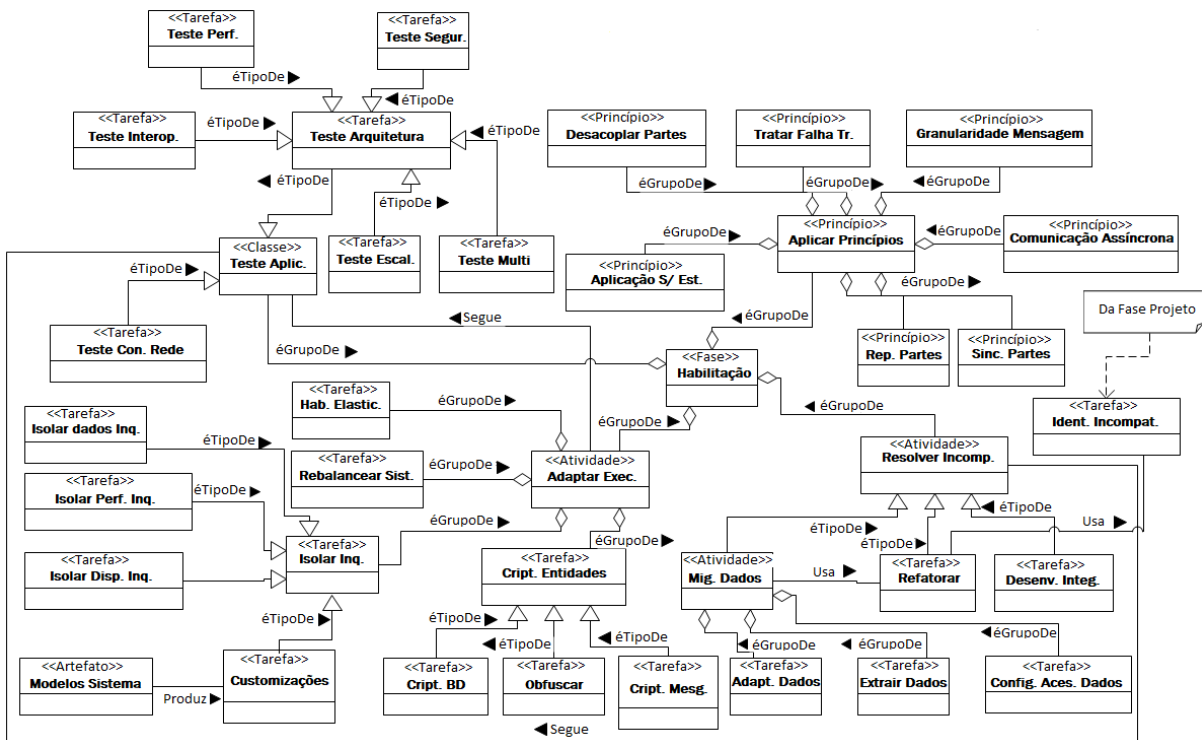 <<Tarefa>>
Teste Perf.
<<Tarefa>>
Teste Segur.
éTipoDe ►
◄ éTipoDe
<<Tarefa>>
Teste Interop.
éTipoDe ►
<<Tarefa>>
Teste Arquitetura
◄ éTipoDe
éTipoDe ►
◄ éTipoDe
<<Princípio>>
Desacoplar Partes
<<Princípio>>
Tratar Falha Tr.
<<Princípio>>
Granularidade Mensagem
éGrupoDe ►
éGrupoDe ►
◄ éGrupoDe
<<Classe>>
Teste Aplic.
<<Tarefa>>
Teste Escal.
<<Tarefa>>
Teste Multi
éTipoDe ►
éGrupoDe ►
<<Princípio>>
Aplicar Princípios
◄ éGrupoDe
<<Princípio>>
Comunicação Assíncrona
<<Princípio>>
Aplicação S/ Est.
éGrupoDe ►
<<Tarefa>>
Teste Con. Rede
◄ Segue
◄ éGrupoDe
éGrupoDe ►
<<Princípio>>
Rep. Partes
<<Princípio>>
Sinc. Partes
Da Fase Projeto
<<Fase>>
Habilitação
<<Tarefa>>
Hab. Elastic.
éGrupoDe ►
éGrupoDe ►
◄ éGrupoDe
<<Tarefa>>
Ident. Incompat.
<<Tarefa>>
Isolar dados Inq.
éTipoDe ►
<<Tarefa>>
Rebalancear Sist.
éGrupoDe ►
<<Atividade>>
Adaptar Exec.
<<Atividade>>
Resolver Incomp.
<<Tarefa>>
Isolar Perf. Inq.
éTipoDe ►
éGrupoDe ►
éGrupoDe ►
éTipoDe ►
éTipoDe ►
◄ éTipoDe
Usa ►
<<Tarefa>>
Isolar Disp. Inq.
<<Tarefa>>
Isolar Inq.
<<Tarefa>>
Cript. Entidades
<<Atividade>>
Mig. Dados
Usa ►
<<Tarefa>>
Refatorar
<<Tarefa>>
Desenv. Integ.
éTipoDe ►
éTipoDe ►
◄ éTipoDe
◄ éTipoDe
◄ éGrupoDe
◄ éGrupoDe
◄ éGrupoDe
<<Artefato>>
Modelos Sistema
Produz ►
<<Tarefa>>
Customizações
<<Tarefa>>
Cript. BD
<<Tarefa>>
Obfuscar
<<Tarefa>>
Cript. Mesg.
<<Tarefa>>
Adapt. Dados
<<Tarefa>>
Extrair Dados
<<Tarefa>>
Config. Aces. Dados
◄ Segue